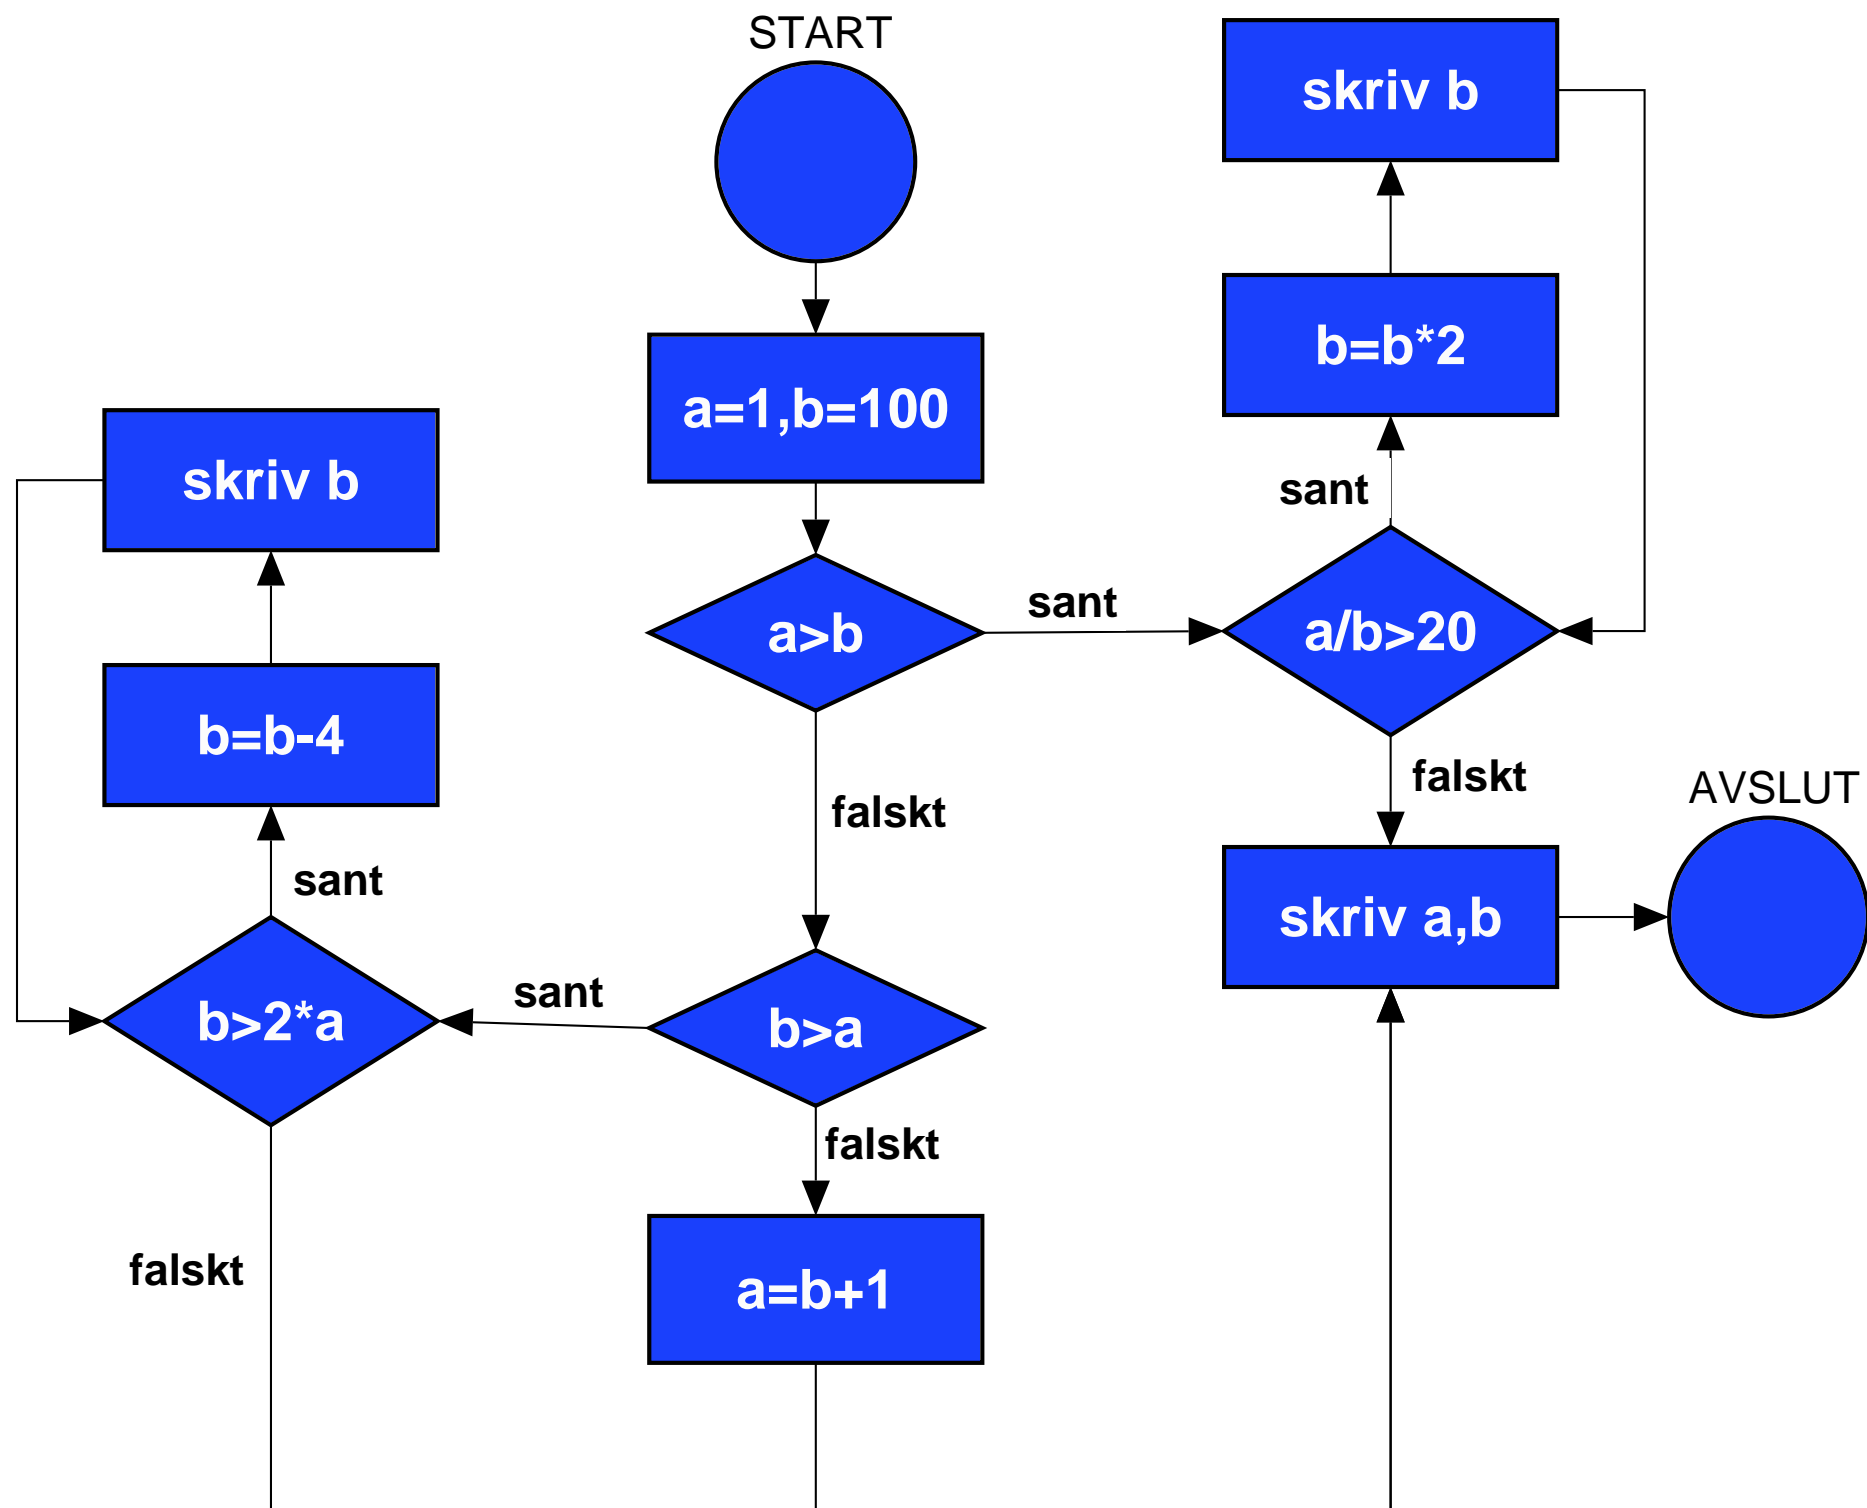 START
a=1,b=100
a>b
sant
falskt
b>a
sant
falskt
a=b+1
b>2*a
sant
b=b-4
skriv b
falskt
a/b>20
sant
b=b*2
skriv b
falskt
skriv a,b
AVSLUT